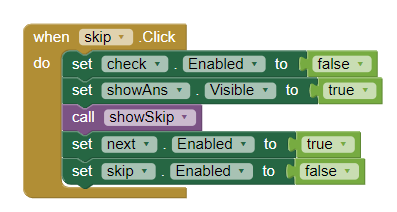 when skip .Click
do set check . Enabled to false
set showAns . Visible to true
call showSkip
set next . Enabled to true
set skip . Enabled to false